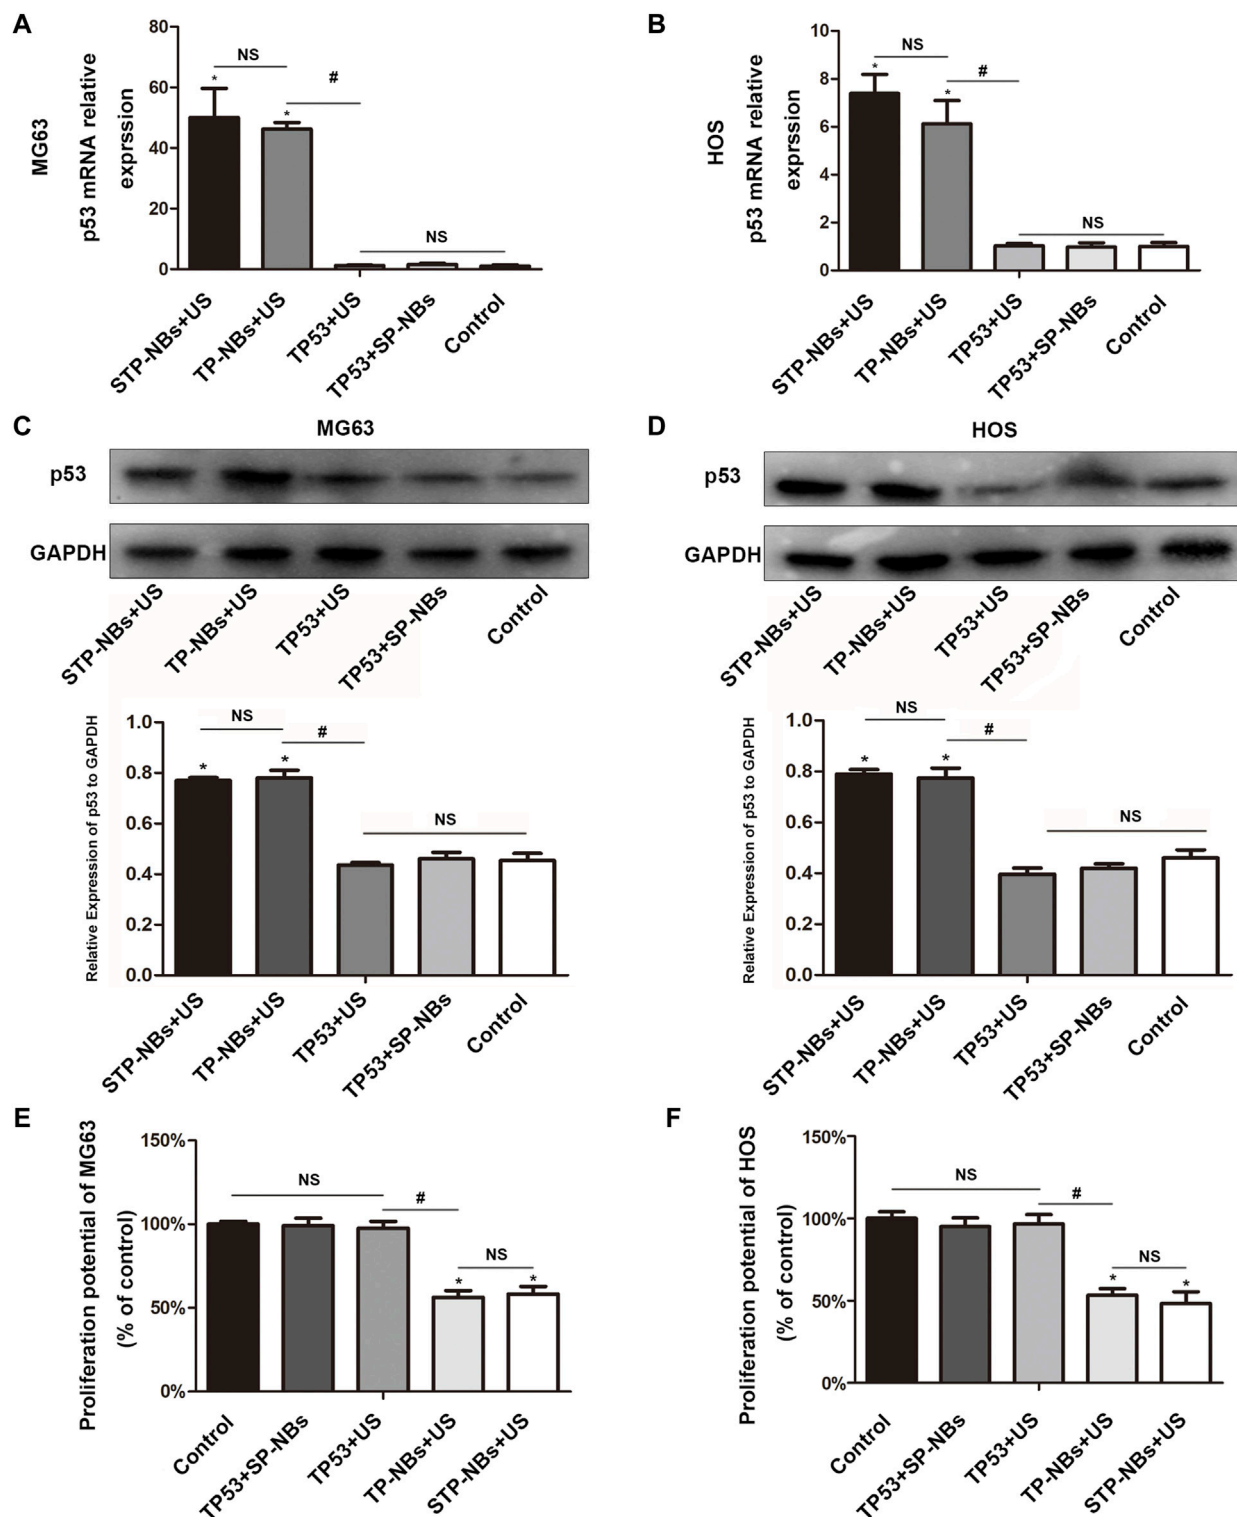 A
MG63
p53 mRNA relative
exprssion
80
60
40
20
0
NS
#
*
*
NS
STP-NBs+US
TP-NBs+US
TP53+US
TP53+SP-NBs
Control
B
HOS
p53 mRNA relative
exprssion
10
8
6
4
2
0
NS
#
*
*
NS
STP-NBs+US
TP-NBs+US
TP53+US
TP53+SP-NBs
Control
C
MG63
p53
GAPDH
STP-NBs+US
TP-NBs+US
TP53+US
TP53+SP-NBs
Control
Relative Expression of p53 to GAPDH
1.0
0.8
0.6
0.4
0.2
0.0
NS
#
*
*
NS
STP-NBs+US
TP-NBs+US
TP53+US
TP53+SP-NBs
Control
D
HOS
p53
GAPDH
STP-NBs+US
TP-NBs+US
TP53+US
TP53+SP-NBs
Control
Relative Expression of p53 to GAPDH
1.0
0.8
0.6
0.4
0.2
0.0
NS
#
*
*
NS
STP-NBs+US
TP-NBs+US
TP53+US
TP53+SP-NBs
Control
E
Proliferation potential of MG63
(% of control)
150%
100%
50%
0%
NS
#
NS
*
*
Control
TP53+SP-NBs
TP53+US
TP-NBs+US
STP-NBs+US
F
Proliferation potential of HOS
(% of control)
150%
100%
50%
0%
NS
#
NS
*
*
Control
TP53+SP-NBs
TP53+US
TP-NBs+US
STP-NBs+US